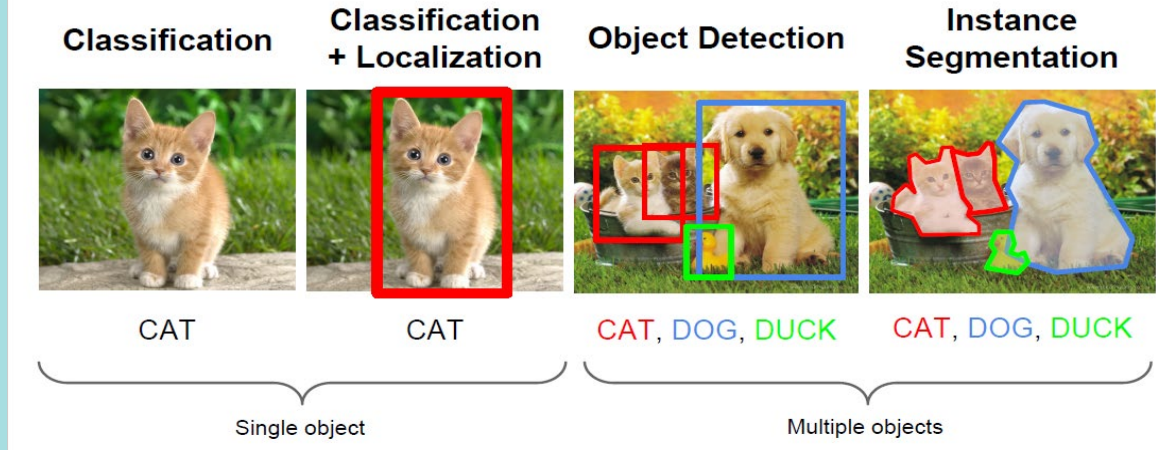 Classification
Classification
+ Localization
Object Detection
Instance
Segmentation
CAT
CAT
CAT, DOG, DUCK
CAT, DOG, DUCK
Single object
Multiple objects